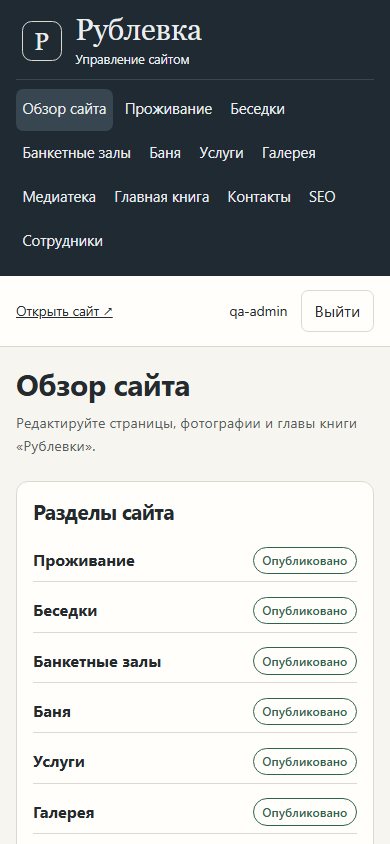 Р
Рублевка
Управление сайтом
Обзор сайта Проживание Беседки
Банкетные залы Баня Услуги Галерея
Медиатека Главная книга Контакты SEO
Сотрудники
Открыть сайт ↗ qa-admin Выйти
Обзор сайта
Редактируйте страницы, фотографии и главы книги
«Рублевки».
Разделы сайта
Проживание Опубликовано
Беседки Опубликовано
Банкетные залы Опубликовано
Баня Опубликовано
Услуги Опубликовано
Галерея Опубликовано